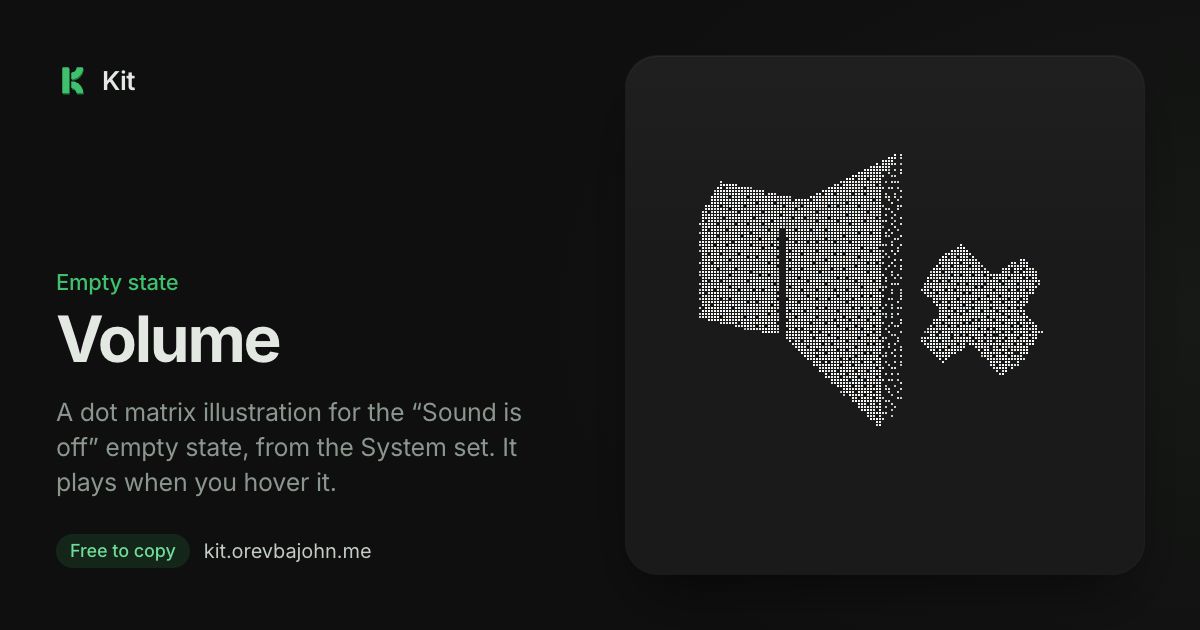 Kit
Empty state
Volume
A dot matrix illustration for the “Sound is
off” empty state, from the System set. It
plays when you hover it.
Free to copy
kit.orevbajohn.me